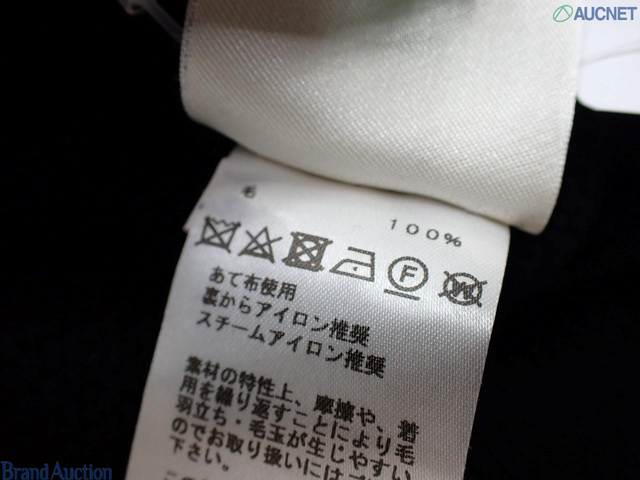 AUCNET
毛 100%
F
W
あて布使用
裏からアイロン推奨
スチームアイロン推奨
素材の特性上、摩擦や、着
用を繰り返すことにより毛
羽立ち・毛玉が生じやすい
のでお取り扱いには
下さい。
Brand Auction